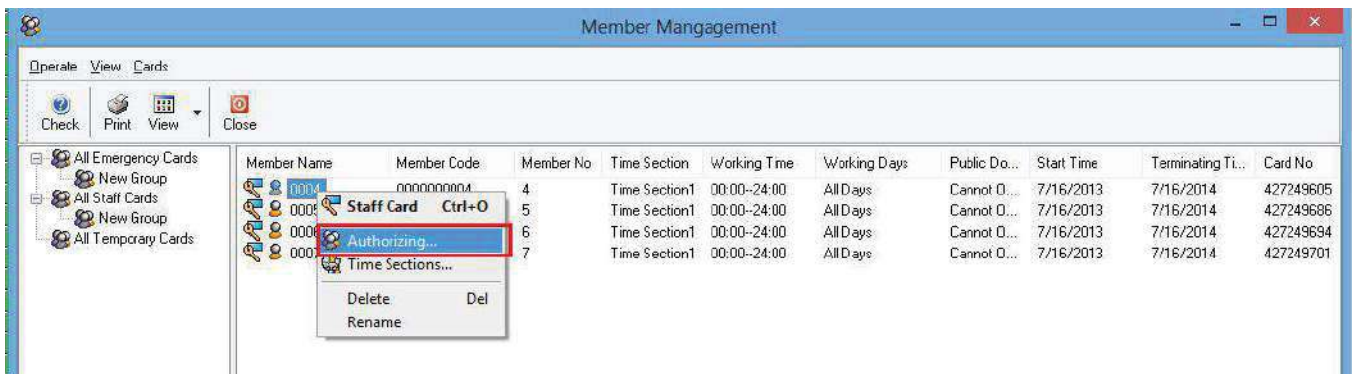 Member Mangagement
Operate View Cards
Check Print View Close
All Emergency Cards
New Group
All Staff Cards
New Group
All Temporary Cards
Member Name Member Code Member No Time Section Working Time Working Days Public Do... Start Time Terminating Ti... Card No
0004 0000000004 4 Time Section1 00:00--24:00 All Days Cannot O... 7/16/2013 7/16/2014 427249605
0005 5 Time Section1 00:00--24:00 All Days Cannot O... 7/16/2013 7/16/2014 427249686
0006 6 Time Section1 00:00--24:00 All Days Cannot O... 7/16/2013 7/16/2014 427249694
0007 7 Time Section1 00:00--24:00 All Days Cannot O... 7/16/2013 7/16/2014 427249701
Staff Card Ctrl+O
Authorizing...
Time Sections...
Delete Del
Rename